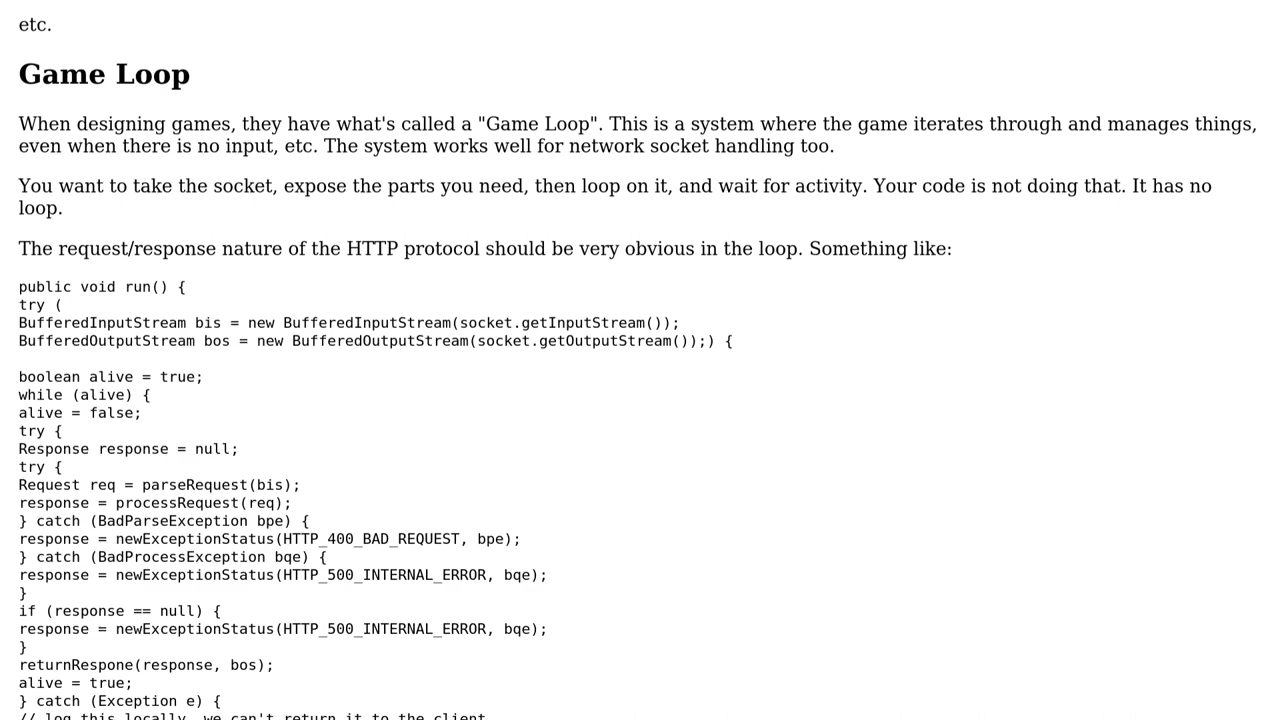 etc.
Game Loop
When designing games, they have what's called a "Game Loop". This is a system where the game iterates through and manages things,
even when there is no input, etc. The system works well for network socket handling too.
You want to take the socket, expose the parts you need, then loop on it, and wait for activity. Your code is not doing that. It has no
loop.
The request/response nature of the HTTP protocol should be very obvious in the loop. Something like:
public void run() {
try (
BufferedInputStream bis = new BufferedInputStream(socket.getInputStream());
BufferedOutputStream bos = new BufferedOutputStream(socket.getOutputStream());) {
boolean alive = true;
while (alive) {
alive = false;
try {
Response response = null;
try {
Request req = parseRequest(bis);
response = processRequest(req);
} catch (BadParseException bpe) {
response = newExceptionStatus(HTTP_400_BAD_REQUEST, bpe);
} catch (BadProcessException bqe) {
response = newExceptionStatus(HTTP_500_INTERNAL_ERROR, bqe);
}
if (response == null) {
response = newExceptionStatus(HTTP_500_INTERNAL_ERROR, bqe);
}
returnRespone(response, bos);
alive = true;
} catch (Exception e) {
// log this locally, we can't return it to the client